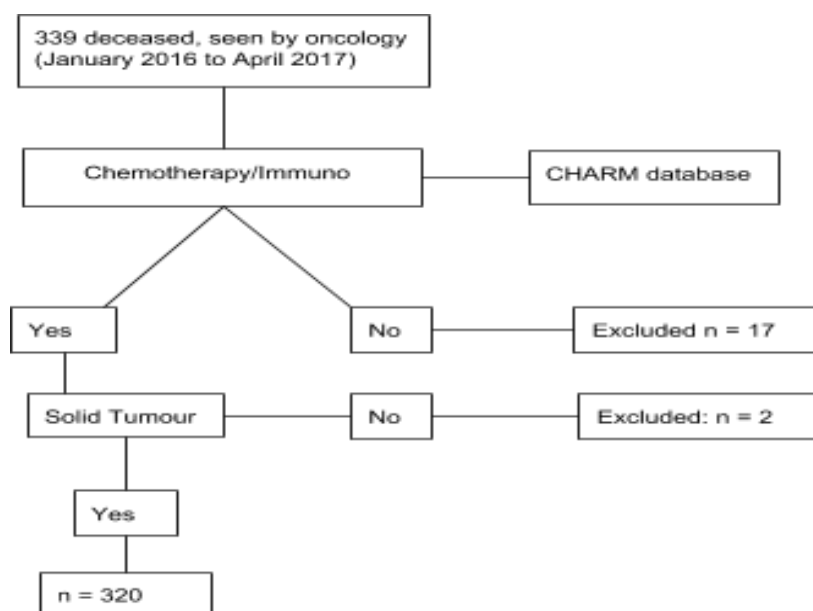 339 deceased, seen by oncology
(January 2016 to April 2017)
Chemotherapy/Immuno
CHARM database
Yes
No
Excluded n = 17
Solid Tumour
No
Excluded: n = 2
Yes
n = 320